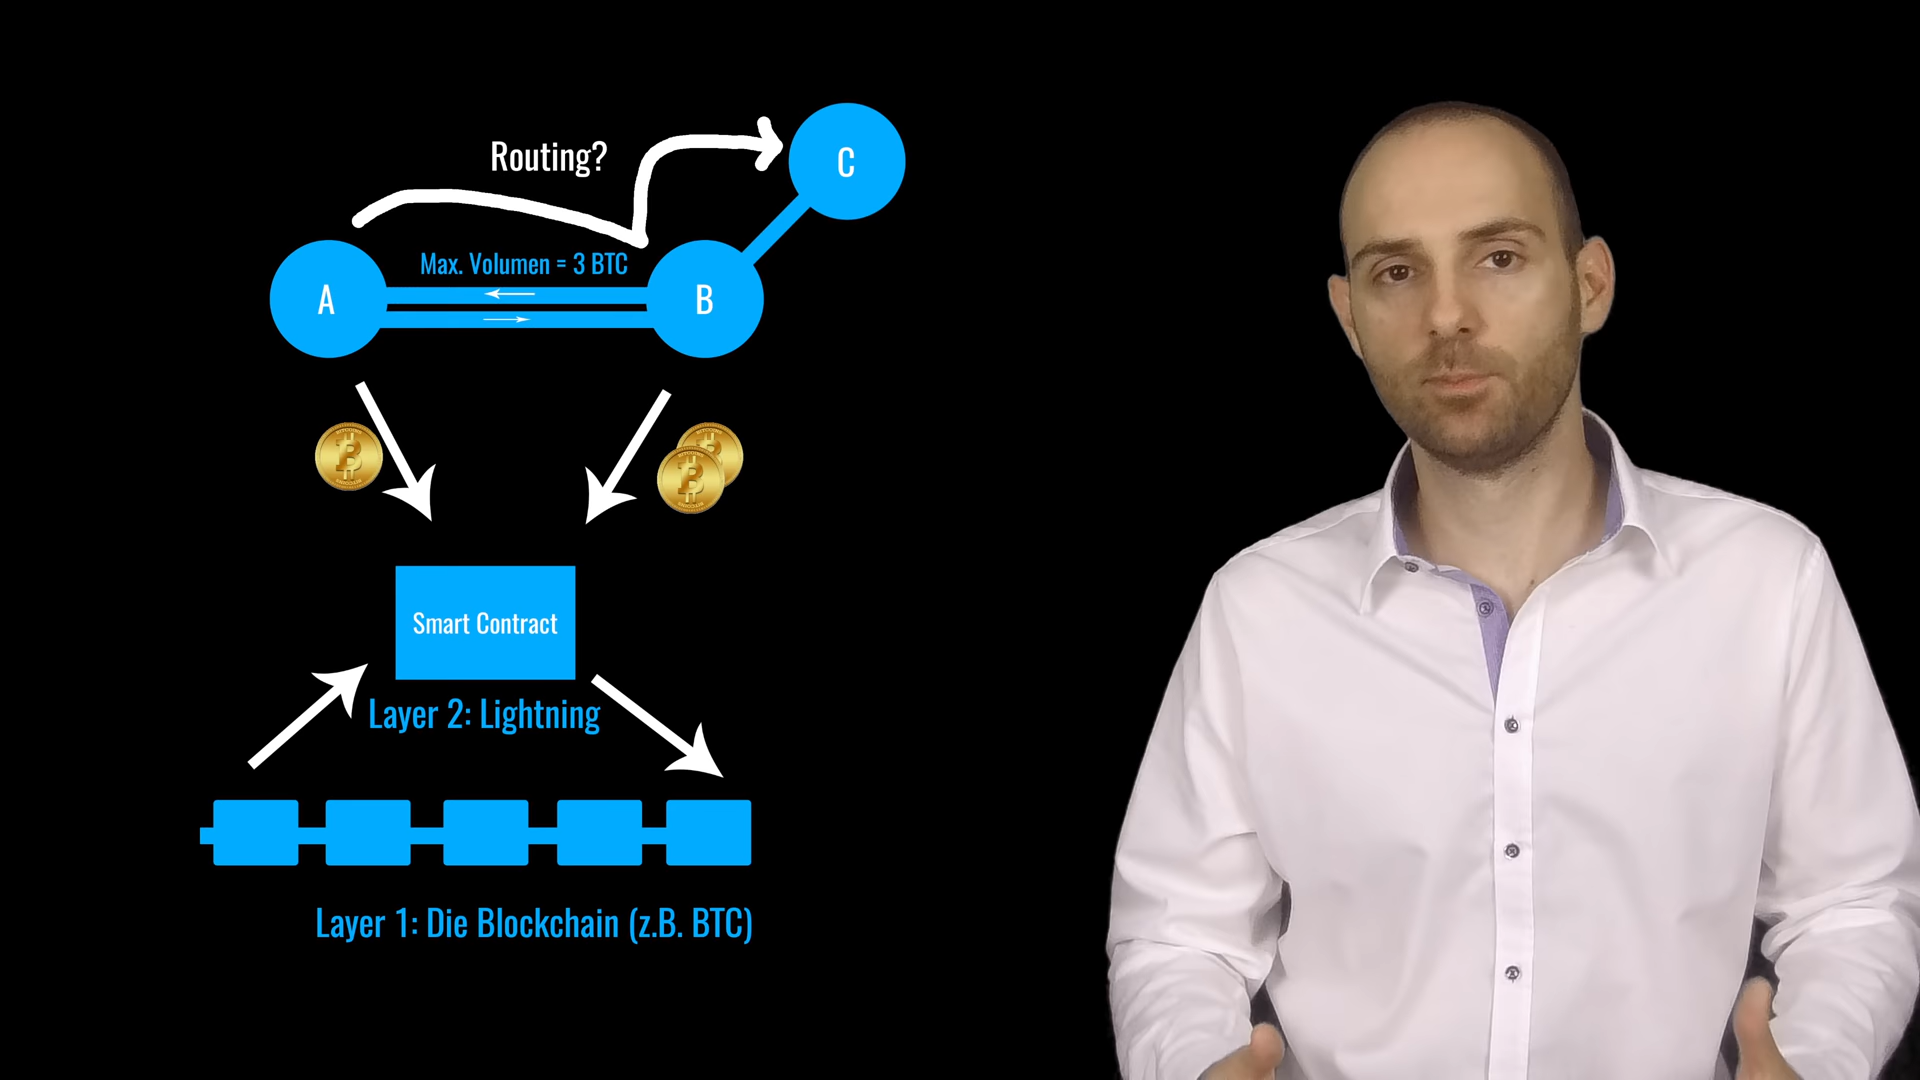 Routing?
C
Max. Volumen = 3 BTC
A
B
Smart Contract
Layer 2: Lightning
Layer 1: Die Blockchain (z.B. BTC)